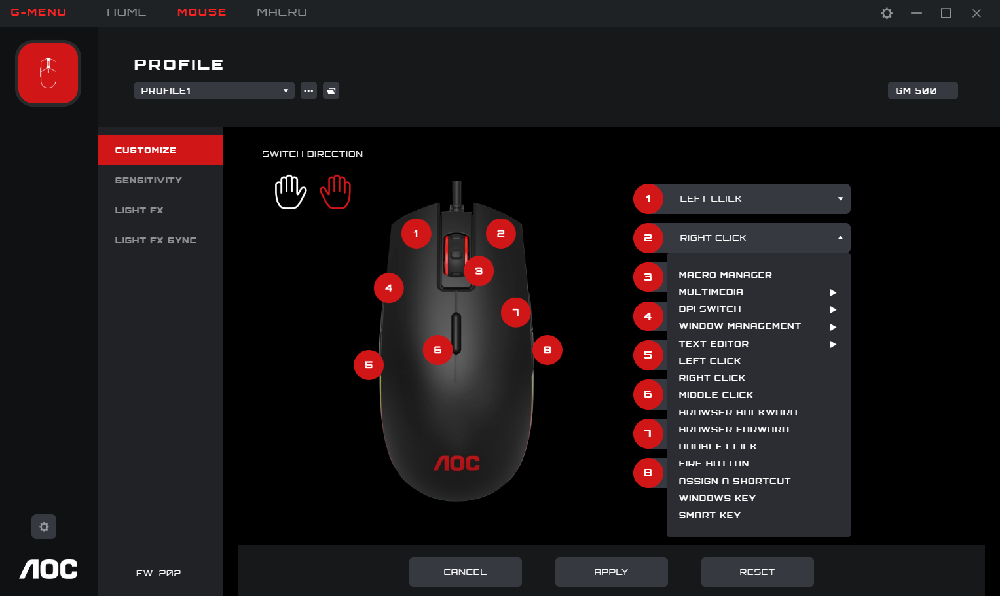 G-MENU HOME MOUSE MACRO
PROFILE
PROFILE1
GM 500
CUSTOMIZE
SENSITIVITY
LIGHT FX
LIGHT FX SYNC
FW: 202
AOC
SWITCH DIRECTION
1
2
3
4
7
6
8
5
AOC
1 LEFT CLICK
2 RIGHT CLICK
3
4
5
6
7
8
MACRO MANAGER
MULTIMEDIA
DPI SWITCH
WINDOW MANAGEMENT
TEXT EDITOR
LEFT CLICK
RIGHT CLICK
MIDDLE CLICK
BROWSER BACKWARD
BROWSER FORWARD
DOUBLE CLICK
FIRE BUTTON
ASSIGN A SHORTCUT
WINDOWS KEY
SMART KEY
CANCEL APPLY RESET